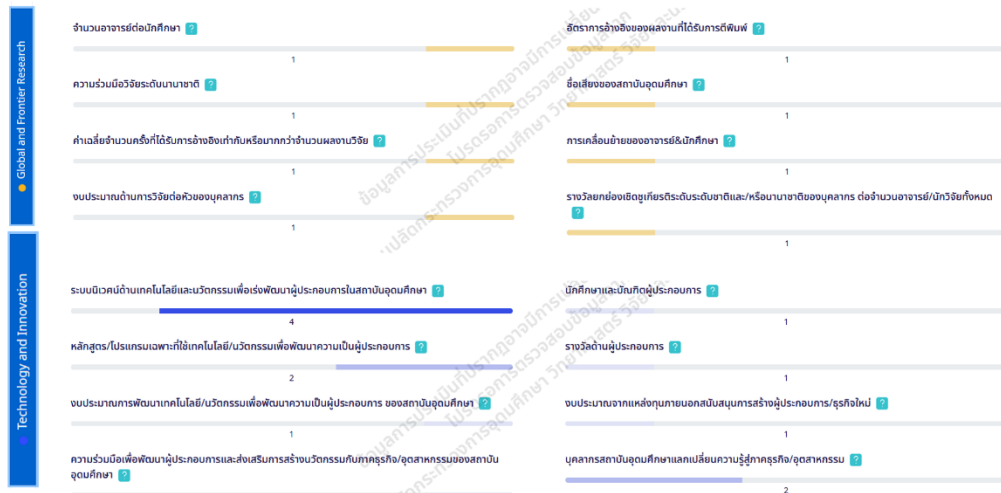 Global and Frontier Research
จำนวนอาจารย์ต่อนักศึกษา ?
1
ความร่วมมือวิจัยระดับนานาชาติ ?
1
ค่าเฉลี่ยจำนวนครั้งที่ได้รับการอ้างอิงเท่ากับหรือมากกว่าจำนวนผลงานวิจัย ?
1
งบประมาณด้านการวิจัยต่อหัวของบุคลากร ?
1
อัตราการอ้างอิงของผลงานที่ได้รับการตีพิมพ์ ?
1
ชื่อเสียงของสถาบันอุดมศึกษา ?
1
การเคลื่อนย้ายของอาจารย์&นักศึกษา ?
1
รางวัลยกย่องเชิดชูเกียรติระดับระดับชาติและ/หรือนานาชาติของบุคลากร ต่อจำนวนอาจารย์/นักวิจัยทั้งหมด
?
1
Technology and Innovation
ระบบนิเวศน์ด้านเทคโนโลยีและนวัตกรรมเพื่อเร่งพัฒนาผู้ประกอบการในสถาบันอุดมศึกษา ?
4
หลักสูตร/โปรแกรมเฉพาะที่ใช้เทคโนโลยี/นวัตกรรมเพื่อพัฒนาความเป็นผู้ประกอบการ ?
2
งบประมาณการพัฒนาเทคโนโลยี/นวัตกรรมเพื่อพัฒนาความเป็นผู้ประกอบการ ของสถาบันอุดมศึกษา ?
1
ความร่วมมือเพื่อพัฒนาผู้ประกอบการและส่งเสริมการสร้างนวัตกรรมกับภาคธุรกิจ/อุตสาหกรรมของสถาบัน
อุดมศึกษา ?
นักศึกษาและบัณฑิตผู้ประกอบการ ?
1
รางวัลด้านผู้ประกอบการ ?
1
งบประมาณจากแหล่งทุนภายนอกสนับสนุนการสร้างผู้ประกอบการ/ธุรกิจใหม่ ?
1
บุคลากรสถาบันอุดมศึกษาแลกเปลี่ยนความรู้สู่ภาคธุรกิจ/อุตสาหกรรม ?
2